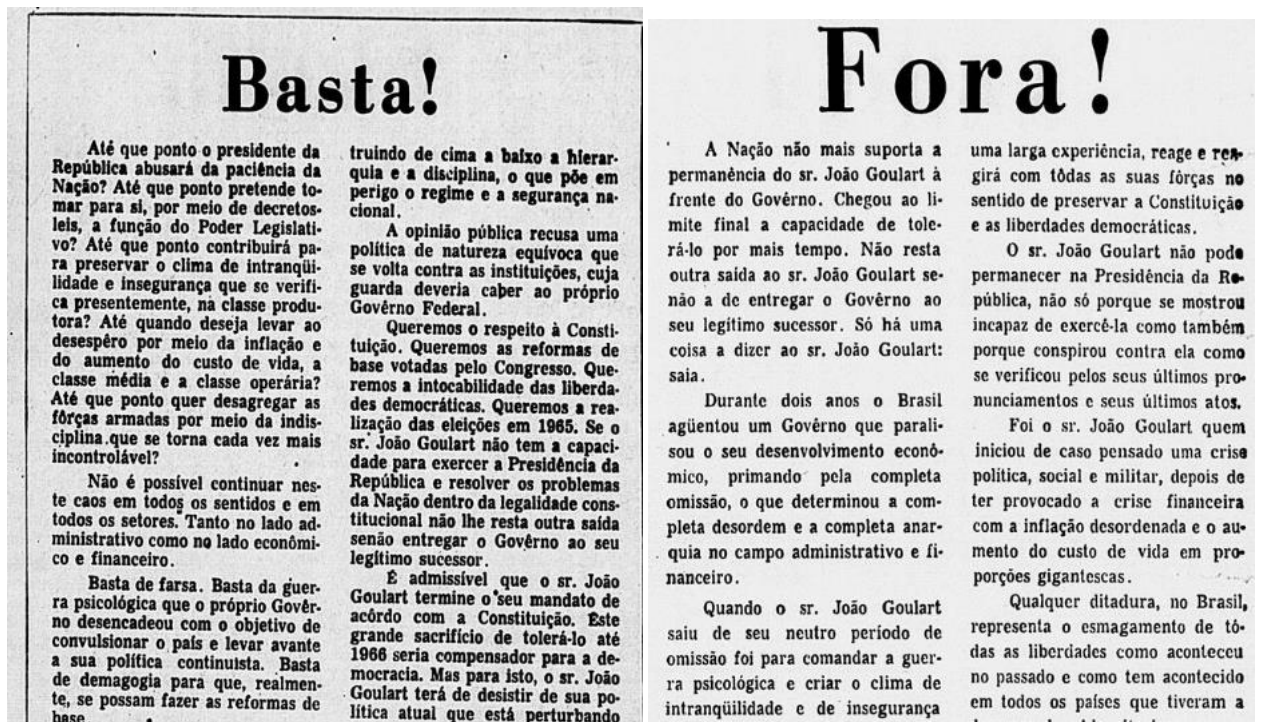 Basta!
Até que ponto o presidente da
República abusará da paciência da
Nação? Até que ponto pretende to-
mar para si, por meio de decretos-
leis, a função do Poder Legislati-
vo? Até que ponto contribuirá pa-
ra preservar o clima de intranqüi-
lidade e insegurança que se verifi-
ca presentemente, na classe produ-
tora? Até quando deseja levar ao
desespêro por meio da inflação e
do aumento do custo de vida, a
classe média e a classe operária?
Até que ponto quer desagregar as
fôrças armadas por meio da indis-
ciplina que se torna cada vez mais
incontrolável?
Não é possível continuar nes-
te caos em todos os sentidos e em
todos os setores. Tanto no lado ad-
ministrativo como no lado econômi-
co e financeiro.
Basta de farsa. Basta da guer-
ra psicológica que o próprio Govêr-
no desencadeou com o objetivo de
convulsionar o país e levar avante
a sua política continuista. Basta
de demagogia para que, realmen-
te, se possam fazer as reformas de
base
truindo de cima a baixo a hierar-
quia e a disciplina, o que põe em
perigo o regime e a segurança na-
cional.
A opinião pública recusa uma
política de natureza equívoca que
se volta contra as instituições, cuja
guarda deveria caber ao próprio
Govêrno Federal.
Queremos o respeito à Consti-
tuição. Queremos as reformas de
base votadas pelo Congresso. Que-
remos a intocabilidade das liberda-
des democráticas. Queremos a rea-
lização das eleições em 1965. Se o
sr. João Goulart não tem a capaci-
dade para exercer a Presidência da
República e resolver os problemas
da Nação dentro da legalidade cons-
titucional não lhe resta outra saída
senão entregar o Govêrno ao seu
legítimo sucessor.
É admissível que o sr. João
Goulart termine o seu mandato de
acôrdo com a Constituição. Este
grande sacrifício de tolerá-lo até
1966 seria compensador para a de-
mocracia. Mas para isto, o sr. João
Goulart terá de desistir de sua po-
lítica atual que está perturbando
Fora!
A Nação não mais suporta a
permanência do sr. João Goulart à
frente do Govêrno. Chegou ao li-
mite final a capacidade de tole-
rá-lo por mais tempo. Não resta
outra saída ao sr. João Goulart se-
não a de entregar o Govêrno ao
seu legítimo sucessor. Só há uma
coisa a dizer ao sr. João Goulart:
saia.
Durante dois anos o Brasil
agüentou um Govêrno que parali-
sou o seu desenvolvimento econô-
mico, primando pela completa
omissão, o que determinou a com-
pleta desordem e a completa anar-
quia no campo administrativo e fi-
nanceiro.
Quando o sr. João Goulart
saiu de seu neutro período de
omissão foi para comandar a guer-
ra psicológica e criar o clima de
intranqüilidade e de insegurança
uma larga experiência, reage e rea-
girá com tôdas as suas fôrças no
sentido de preservar a Constituição
e as liberdades democráticas.
O sr. João Goulart não pode
permanecer na Presidência da Re-
pública, não só porque se mostrou
incapaz de exercê-la como também
porque conspirou contra ela como
se verificou pelos seus últimos pro-
nunciamentos e seus últimos atos.
Foi o sr. João Goulart quem
iniciou de caso pensado uma crise
política, social e militar, depois de
ter provocado a crise financeira
com a inflação desordenada e o au-
mento do custo de vida em pro-
porções gigantescas.
Qualquer ditadura, no Brasil,
representa o esmagamento de tô-
das as liberdades como aconteceu
no passado e como tem acontecido
em todos os países que tiveram a